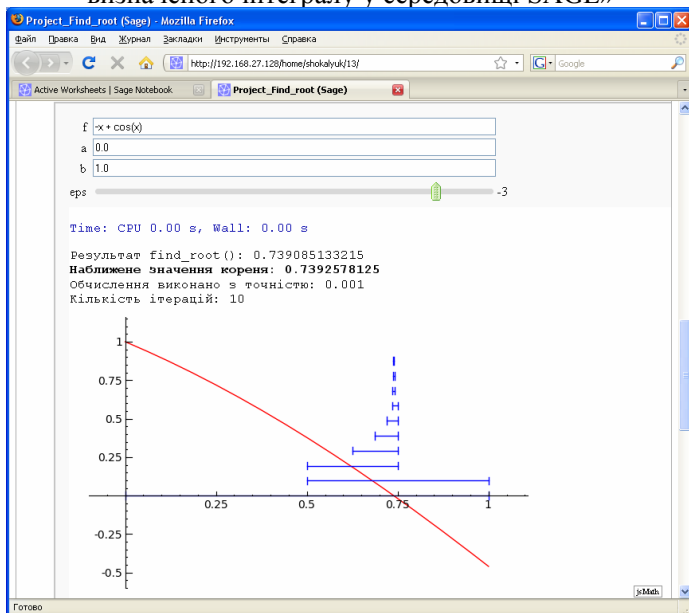 визначеного інтегралу у середовищі SAGE»
Project_Find_root (Sage) - Mozilla Firefox
Файл Правка Вид Журнал Закладки Инструменты Справка
http://192.168.27.128/home/shokalyuk/13/
Google
Active Worksheets | Sage Notebook
Project_Find_root (Sage)
f -x + cos(x)
a 0.0
b 1.0
eps -3
Time: CPU 0.00 s, Wall: 0.00 s
Результат find_root(): 0.739085133215
Наближене значення кореня: 0.7392578125
Обчислення виконано з точністю: 0.001
Кількість ітерацій: 10
1
0.75
0.5
0.25
0.25 0.5 0.75 1
-0.25
-0.5
jsMath
Готово